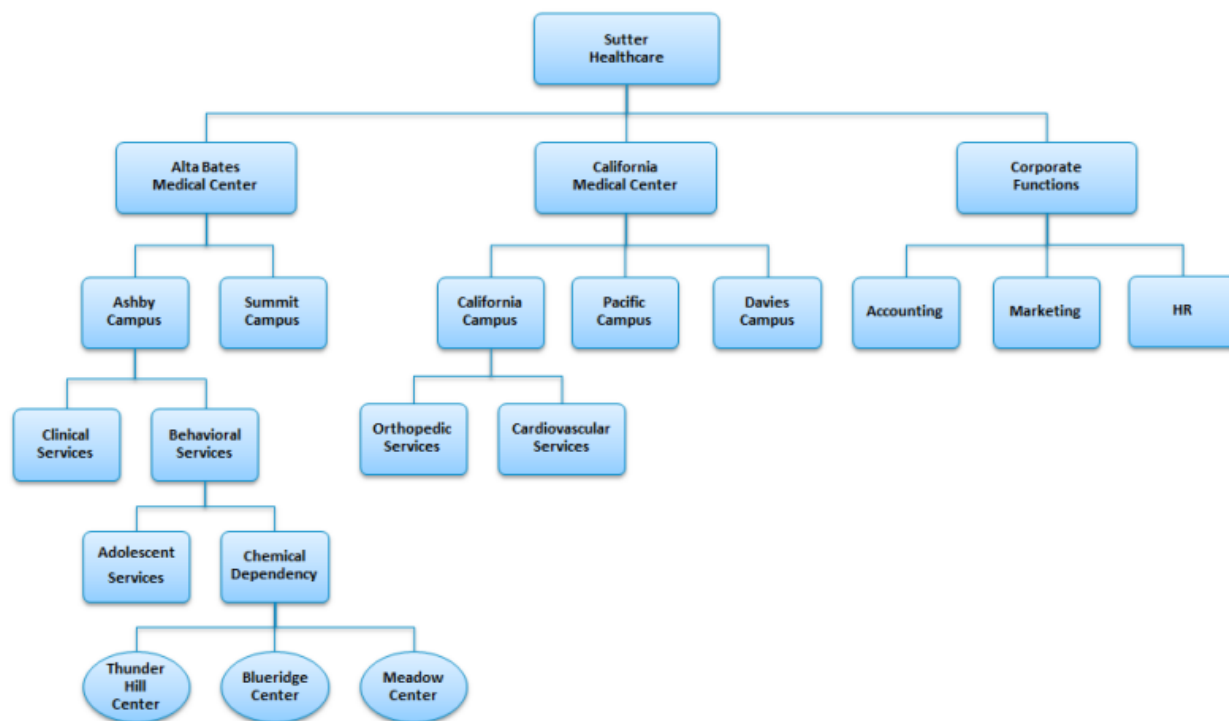 Sutter
Healthcare
Alta Bates
Medical Center
California
Medical Center
Corporate
Functions
Ashby
Campus
Summit
Campus
California
Campus
Pacific
Campus
Davies
Campus
Accounting
Marketing
HR
Clinical
Services
Behavioral
Services
Orthopedic
Services
Cardiovascular
Services
Adolescent
Services
Chemical
Dependency
Thunder
Hill
Center
Blueridge
Center
Meadow
Center